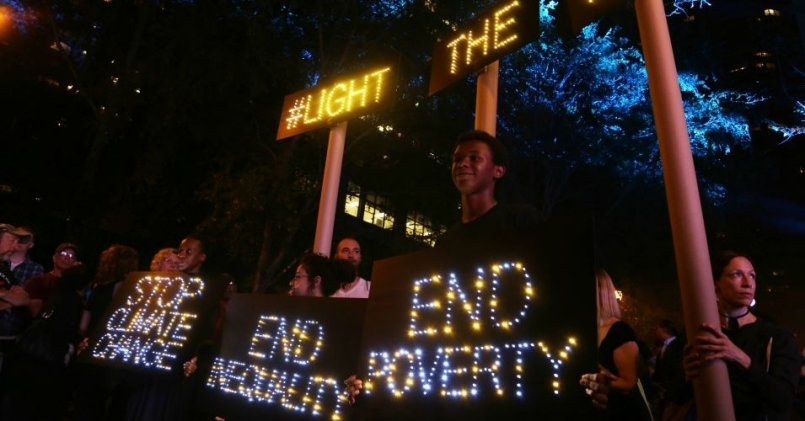 #LIGHT
THE
STOP
CLIMATE
CHANGE
END
INEQUALITY
END
POVERTY